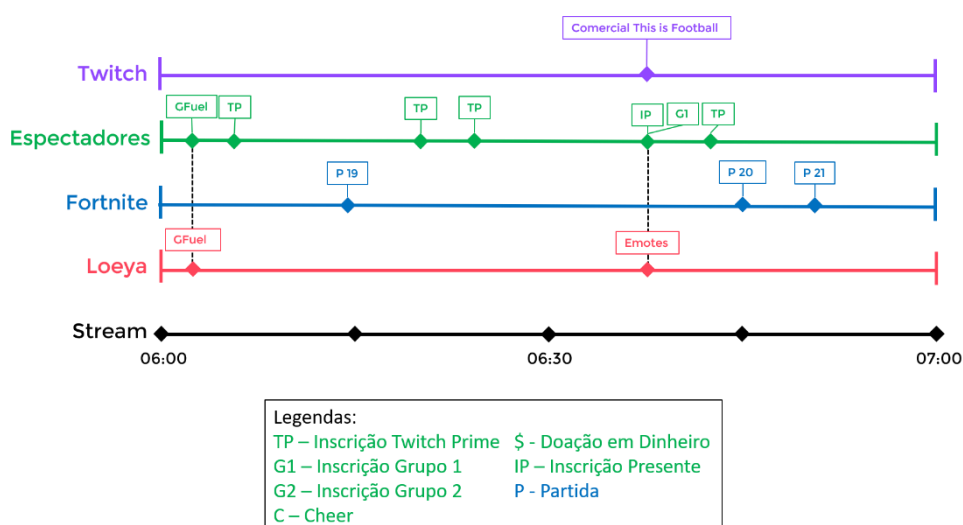 Comercial This is Football
Twitch
GFuel TP TP TP IP G1 TP
Espectadores
P 19 P 20 P 21
Fortnite
GFuel Emotes
Loeya
Stream
06:00 06:30 07:00
Legendas:
TP – Inscrição Twitch Prime $ - Doação em Dinheiro
G1 – Inscrição Grupo 1 IP – Inscrição Presente
G2 – Inscrição Grupo 2 P - Partida
C – Cheer